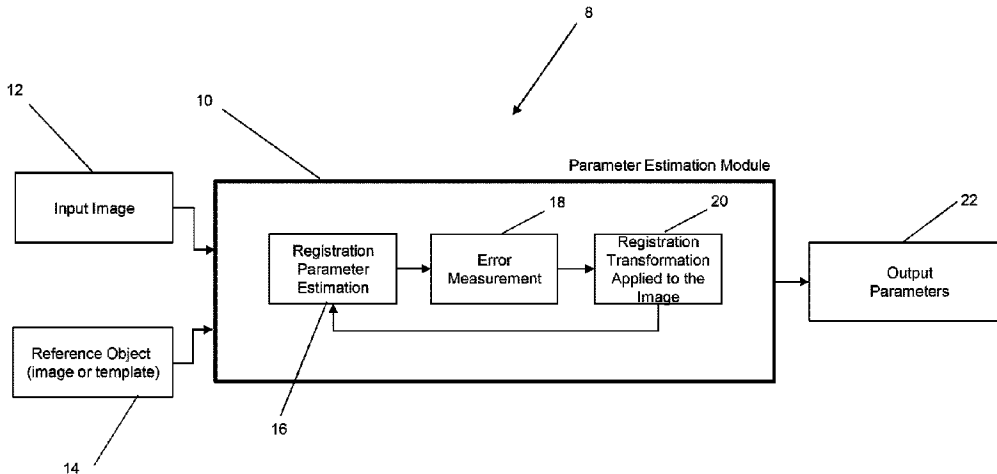 8
12
10
Parameter Estimation Module
18
20
22
Input Image
Registration
Parameter
Estimation
Error
Measurement
Registration
Transformation
Applied to the
Image
Output
Parameters
Reference Object
(image or template)
16
14